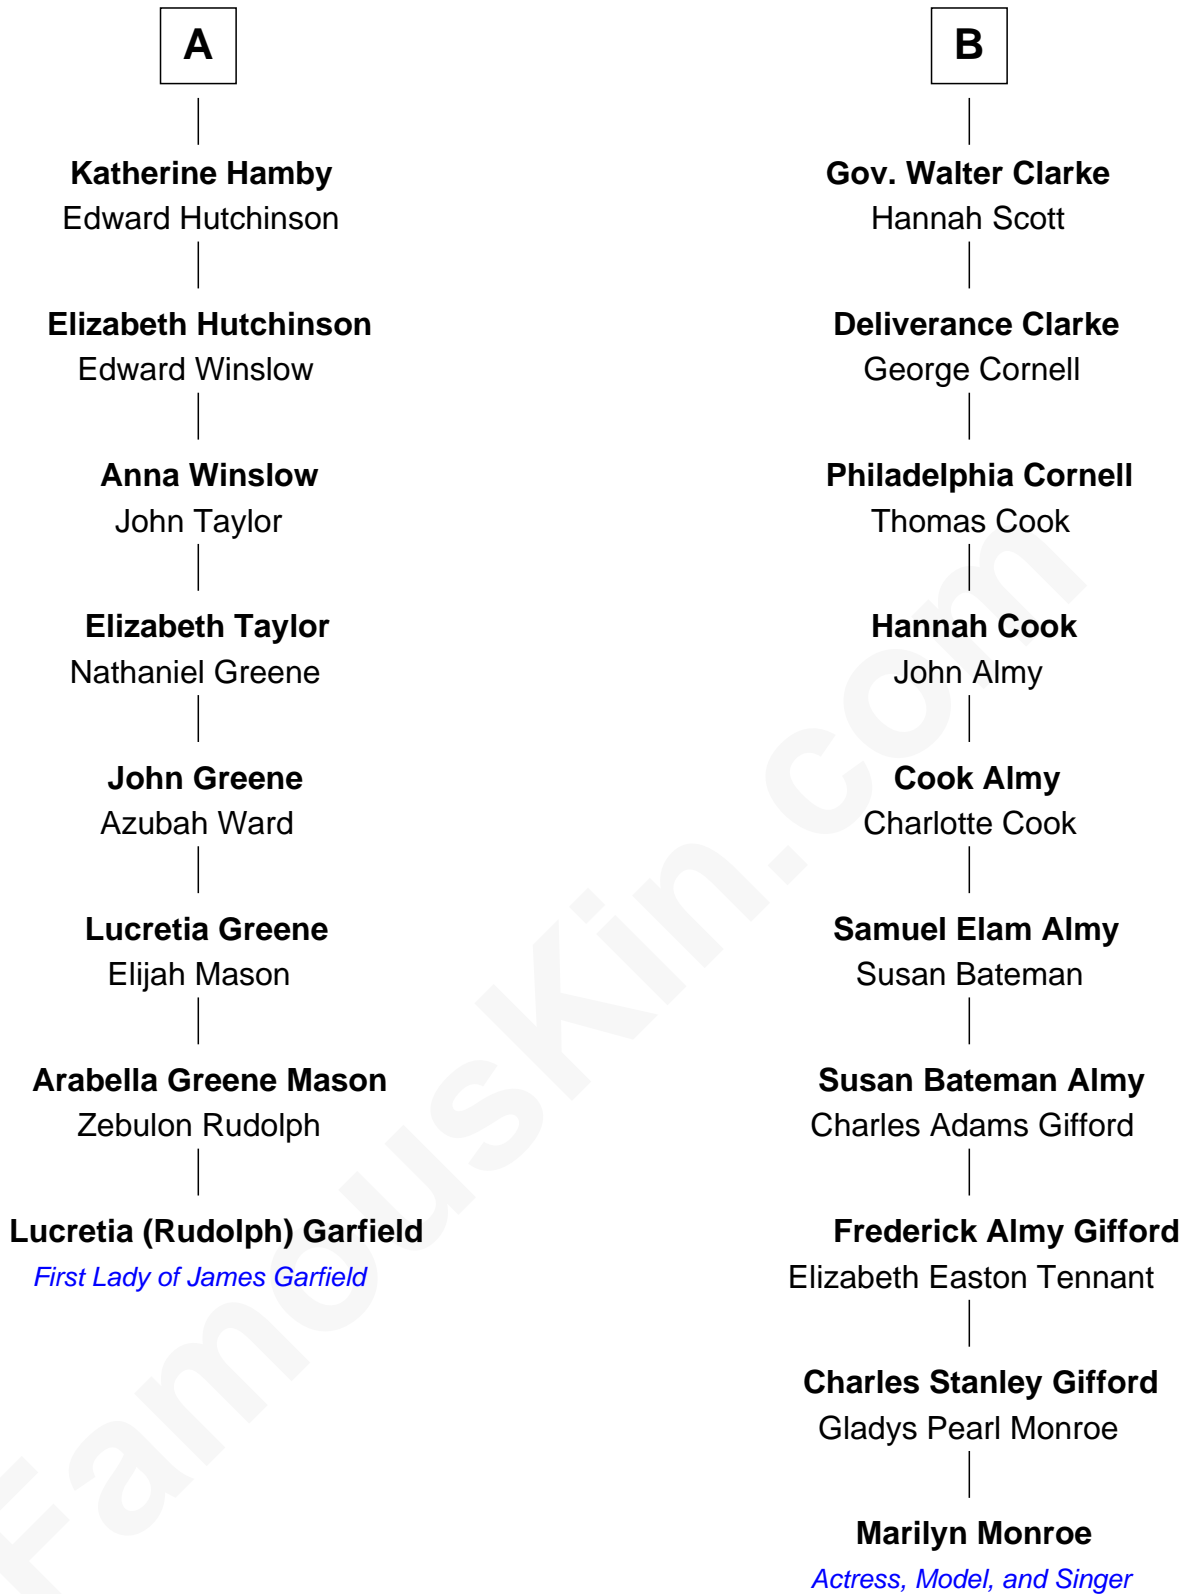 A
Katherine Hamby
Edward Hutchinson
Elizabeth Hutchinson
Edward Winslow
Anna Winslow
John Taylor
Elizabeth Taylor
Nathaniel Greene
John Greene
Azubah Ward
Lucretia Greene
Elijah Mason
Arabella Greene Mason
Zebulon Rudolph
Lucretia (Rudolph) Garfield
First Lady of James Garfield
B
Gov. Walter Clarke
Hannah Scott
Deliverance Clarke
George Cornell
Philadelphia Cornell
Thomas Cook
Hannah Cook
John Almy
Cook Almy
Charlotte Cook
Samuel Elam Almy
Susan Bateman
Susan Bateman Almy
Charles Adams Gifford
Frederick Almy Gifford
Elizabeth Easton Tennant
Charles Stanley Gifford
Gladys Pearl Monroe
Marilyn Monroe
Actress, Model, and Singer
FamousKin.com